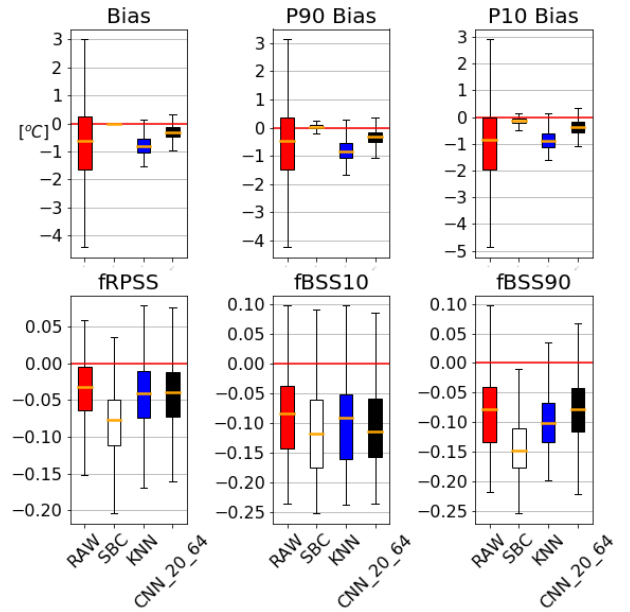 Bias
P90 Bias
P10 Bias
[°C]
3
2
1
0
−1
−2
−3
−4
3
2
1
0
−1
−2
−3
−4
3
2
1
0
−1
−2
−3
−4
−5
fRPSS
fBSS10
fBSS90
0.05
0.00
−0.05
−0.10
−0.15
−0.20
0.10
0.05
0.00
−0.05
−0.10
−0.15
−0.20
−0.25
0.10
0.05
0.00
−0.05
−0.10
−0.15
−0.20
−0.25
RAW
SBC
KNN
CNN_20_64
RAW
SBC
KNN
CNN_20_64
RAW
SBC
KNN
CNN_20_64